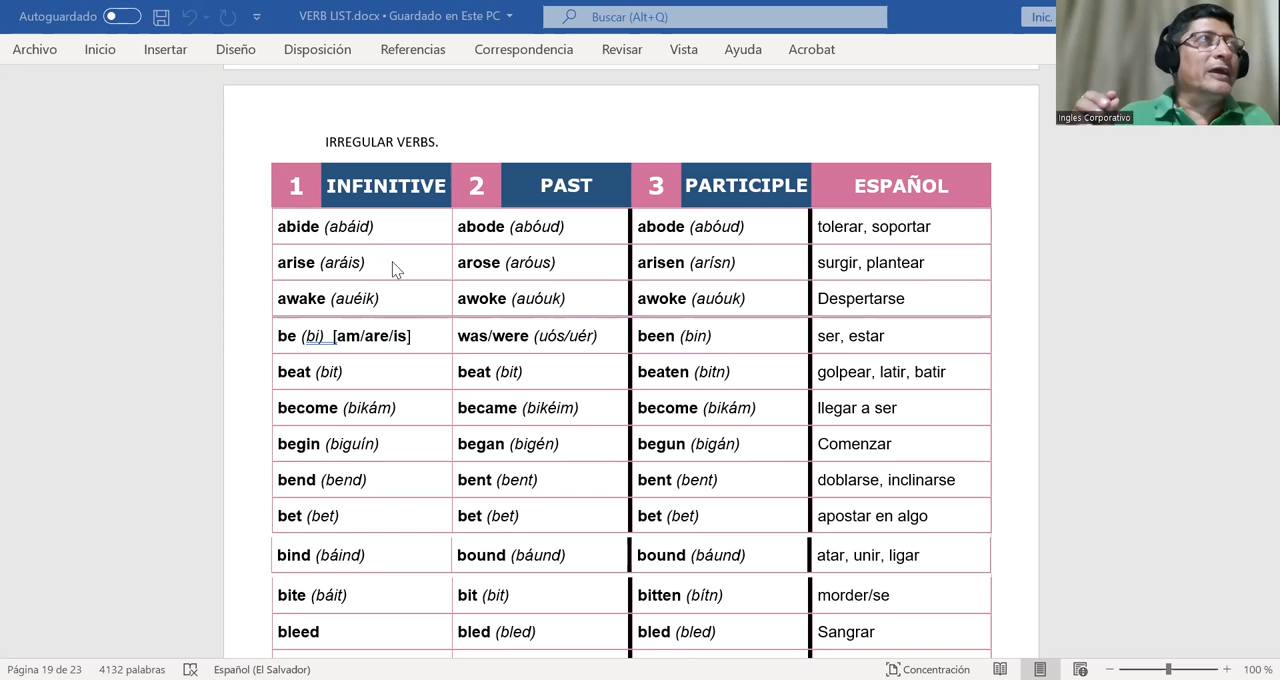 Autoguardado VERB LIST.docx • Guardado en Este PC Buscar (Alt+Q) Inic.
Archivo Inicio Insertar Diseño Disposición Referencias Correspondencia Revisar Vista Ayuda Acrobat
Ingles Corporativo
IRREGULAR VERBS.
1 INFINITIVE 2 PAST 3 PARTICIPLE ESPAÑOL
abide (abáid) abode (abóud) abode (abóud) tolerar, soportar
arise (aráis) arose (aróus) arisen (arísn) surgir, plantear
awake (auéik) awoke (auóuk) awoke (auóuk) Despertarse
be (bi) [am/are/is] was/were (uós/uér) been (bin) ser, estar
beat (bit) beat (bit) beaten (bitn) golpear, latir, batir
become (bikám) became (bikéim) become (bikám) llegar a ser
begin (biguín) began (bigén) begun (bigán) Comenzar
bend (bend) bent (bent) bent (bent) doblarse, inclinarse
bet (bet) bet (bet) bet (bet) apostar en algo
bind (báind) bound (báund) bound (báund) atar, unir, ligar
bite (báit) bit (bit) bitten (bítn) morder/se
bleed bled (bled) bled (bled) Sangrar
Página 19 de 23 4132 palabras Español (El Salvador) Concentración 100 %